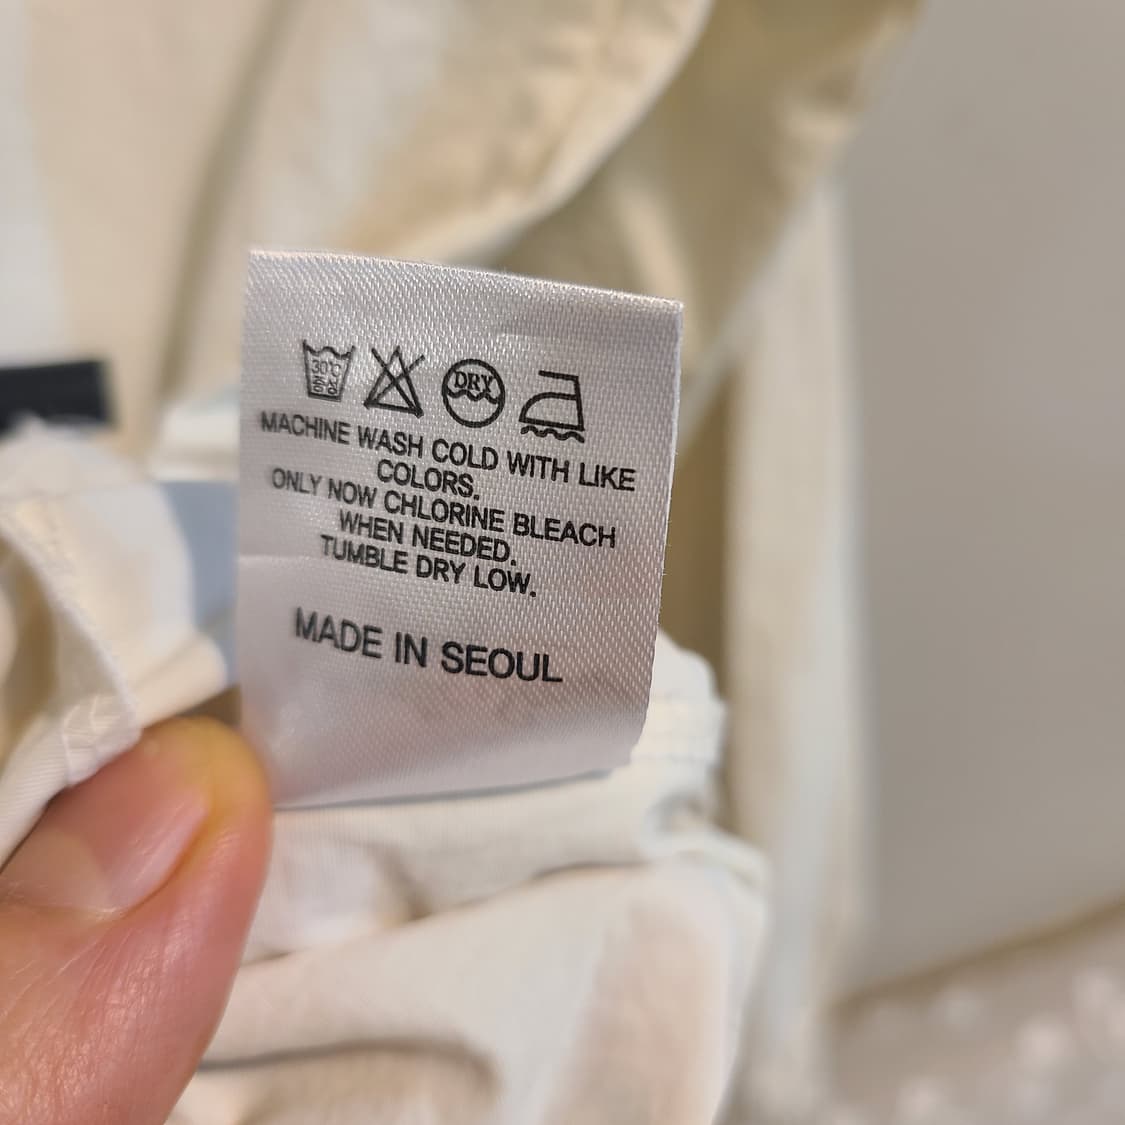 30℃
DRY
MACHINE WASH COLD WITH LIKE
COLORS.
ONLY NOW CHLORINE BLEACH
WHEN NEEDED.
TUMBLE DRY LOW.
MADE IN SEOUL